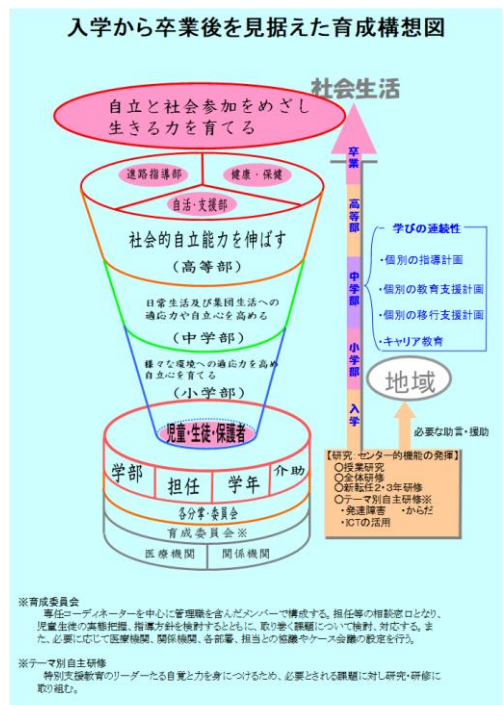 入学から卒業後を見据えた育成構想図
社会生活
自立と社会参加をめざし
生きる力を育てる
進路指導部
健康・保健
自活・支援部
社会的自立能力を伸ばす
(高等部)
日常生活及び集団生活への
適応力や自立心を高める
(中学部)
様々な環境への適応力を高め
自立心を育てる
(小学部)
児童・生徒・保護者
学部
担任
学年
介助
各分掌・委員会
育成委員会※
医療機関
関係機関
卒業
高等部
中学部
小学部
入学
学びの連続性
・個別の指導計画
・個別の教育支援計画
・個別の移行支援計画
・キャリア教育
地域
必要な助言・援助
【研究 センター的機能の発揮】
○授業研究
○全体研修
○新転任2・3年研修
○テーマ別自主研修※
・発達障害 ・からだ
・ICTの活用
※育成委員会
専任コーディネーターを中心に管理職を含んだメンバーで構成する。担任等の相談窓口となり、
児童生徒の実態把握、指導方針を検討するとともに、取り巻く課題について検討、対応する。ま
た、必要に応じて医療機関、関係機関、各部署、担当との協議やケース会議の設定を行う。
※テーマ別自主研修
特別支援教育のリーダーたる自覚と力を身につけるため、必要とされる課題に対し研究・研修に
取り組む。